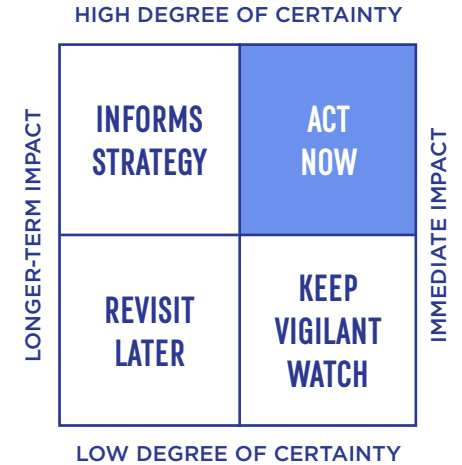 HIGH DEGREE OF CERTAINTY
LONGER-TERM IMPACT
INFORMS
STRATEGY
ACT
NOW
IMMEDIATE IMPACT
REVISIT
LATER
KEEP
VIGILANT
WATCH
LOW DEGREE OF CERTAINTY